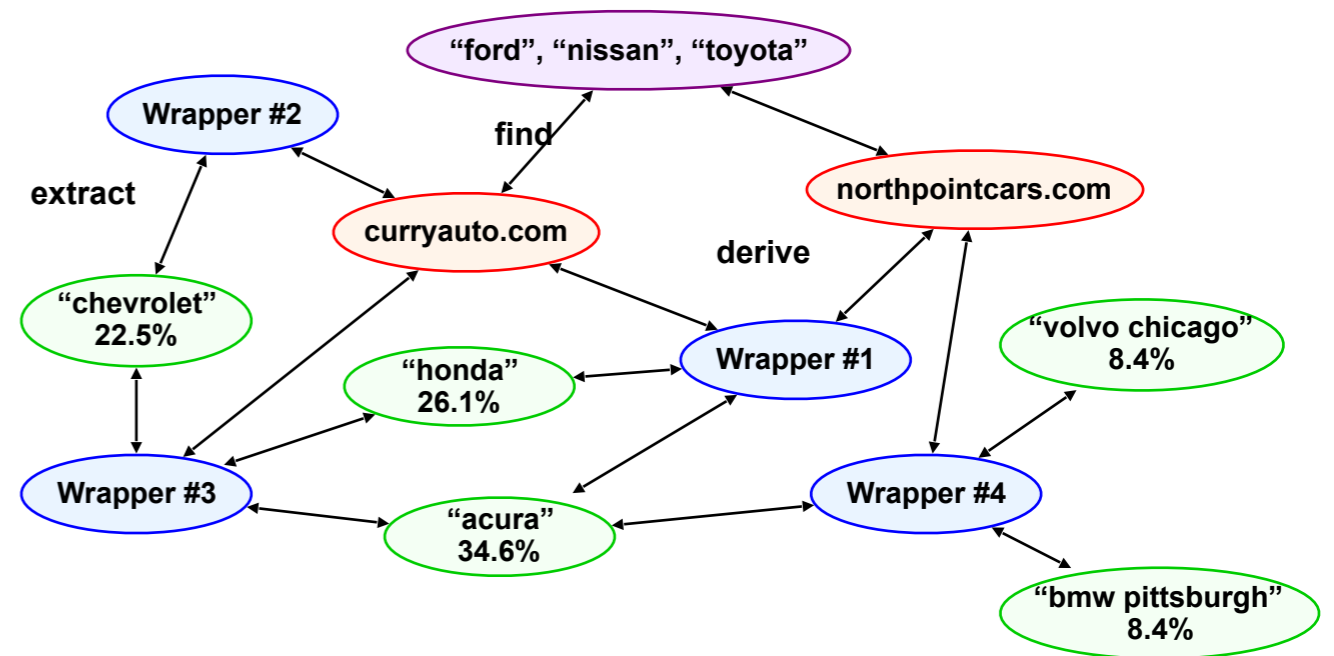 “ford”, “nissan”, “toyota”
Wrapper #2
find
extract
northpointcars.com
curryauto.com
derive
“chevrolet”
22.5%
“volvo chicago”
8.4%
Wrapper #1
“honda”
26.1%
Wrapper #3
Wrapper #4
“acura”
34.6%
“bmw pittsburgh”
8.4%